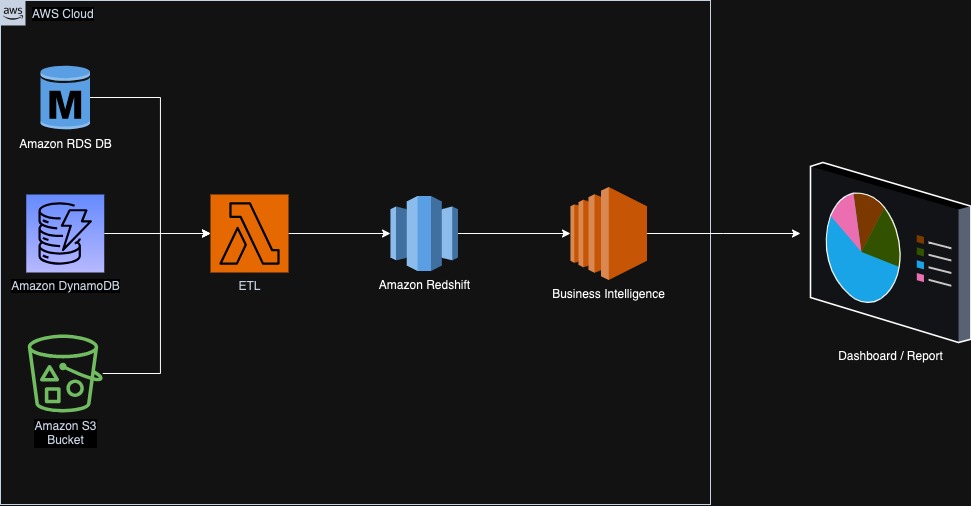 aws
AWS Cloud
M
Amazon RDS DB
Amazon DynamoDB
ETL
Amazon Redshift
Business Intelligence
Amazon S3
Bucket
Dashboard / Report